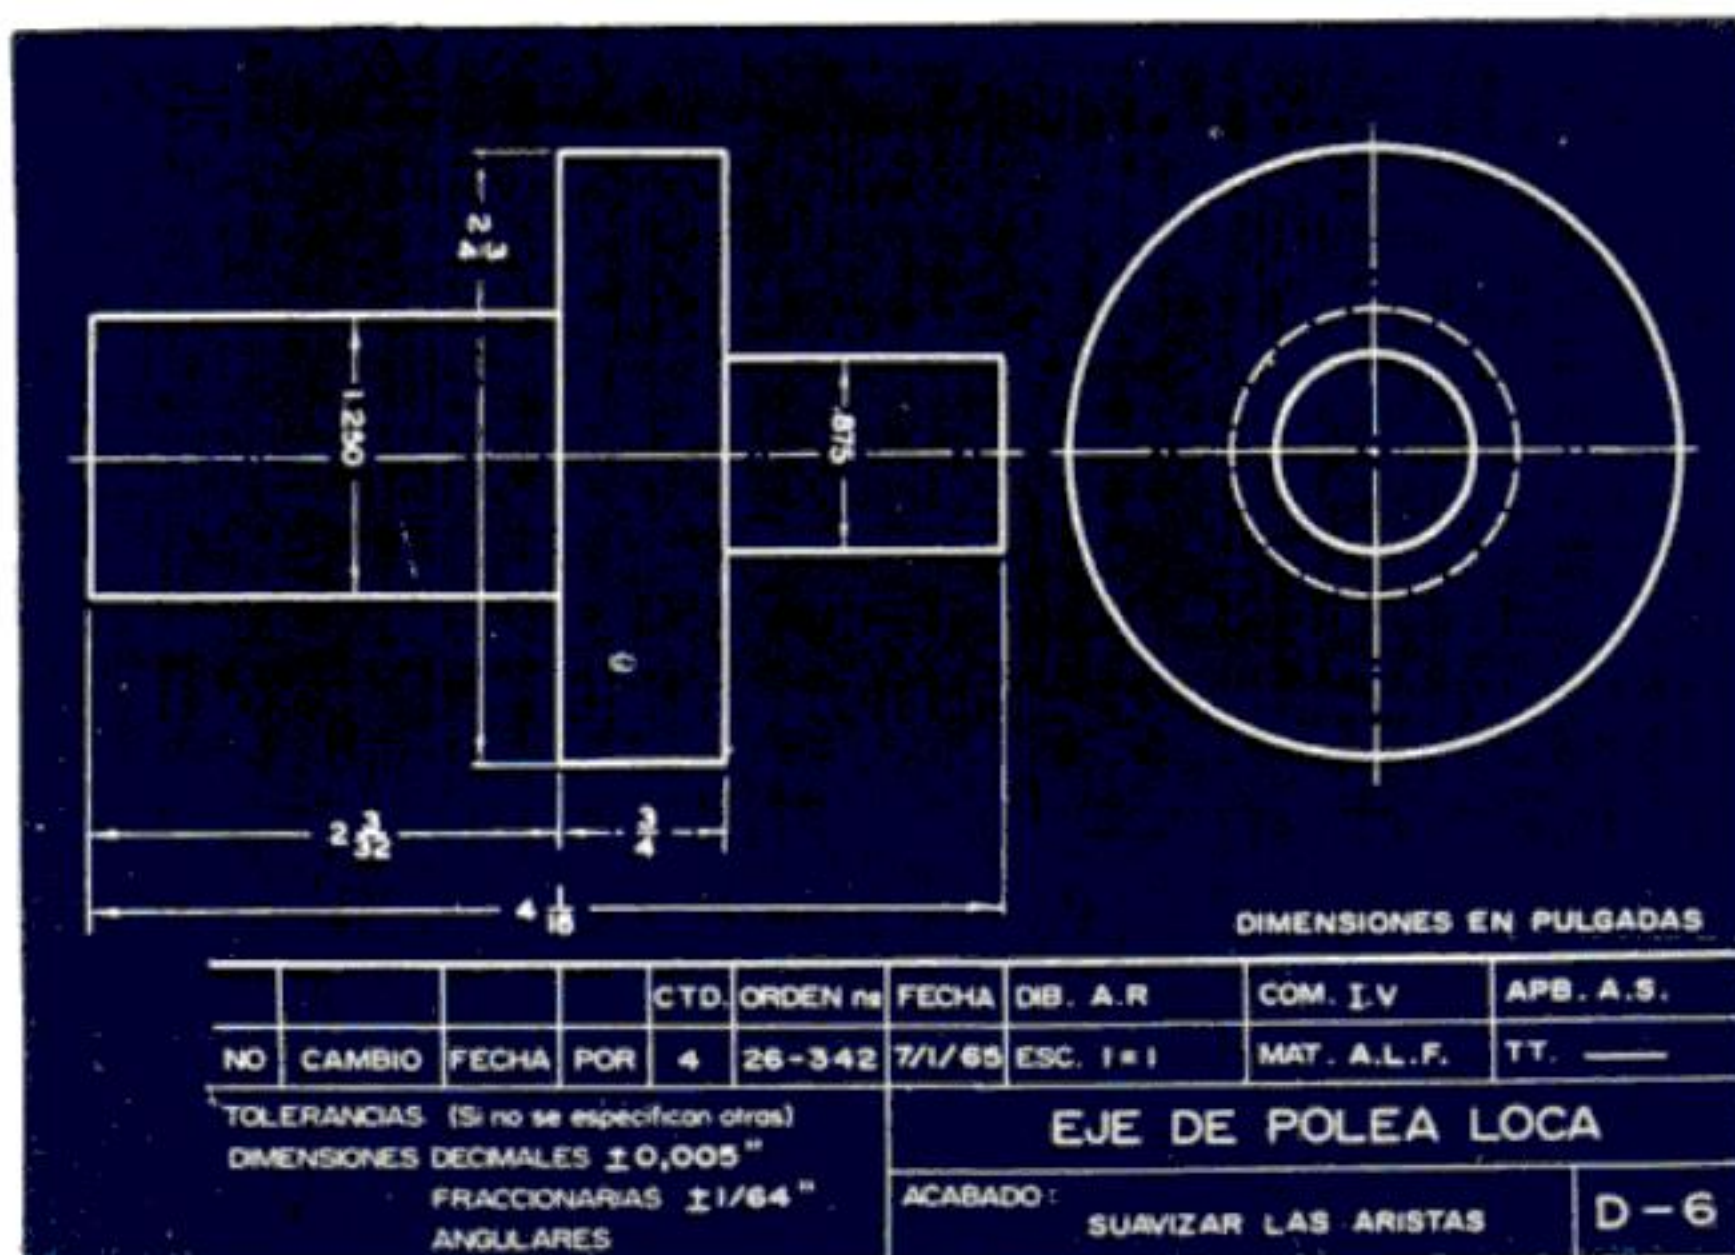 2 3/4
1.250
.875
2 3/32
3/4
4 1/16
DIMENSIONES EN PULGADAS
CTD. ORDEN nº FECHA DIB. A.R COM. I.V APB. A.S.
NO CAMBIO FECHA POR 4 26-342 7/1/65 ESC. 1=1 MAT. A.L.F. TT. ——
TOLERANCIAS (Si no se especifican otras)
DIMENSIONES DECIMALES ±0,005"
FRACCIONARIAS ±1/64"
ANGULARES
EJE DE POLEA LOCA
ACABADO:
SUAVIZAR LAS ARISTAS
D-6